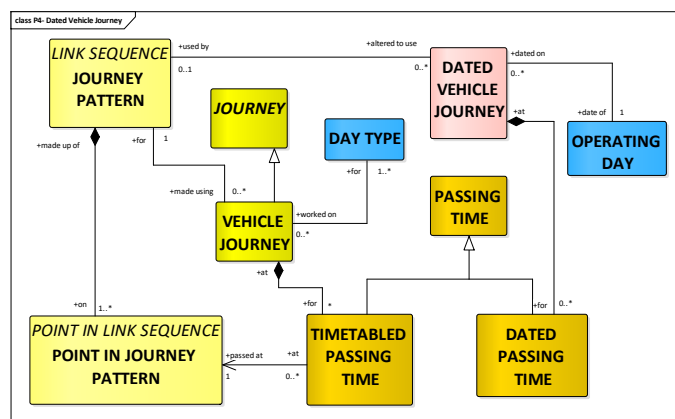 class P4- Dated Vehicle Journey
LINK SEQUENCE
JOURNEY
PATTERN
+used by
0..1
+altered to use
0..*
DATED
VEHICLE
JOURNEY
+dated on
0..*
+date of
1
OPERATING
DAY
+at
JOURNEY
DAY TYPE
+for
1..*
+made up of
+for
1
+made using
0..*
VEHICLE
JOURNEY
+worked on
0..*
PASSING
TIME
+at
+for
*
+on
1..*
POINT IN LINK SEQUENCE
POINT IN JOURNEY
PATTERN
+passed at
1
+at
0..*
TIMETABLED
PASSING
TIME
+for
0..*
DATED
PASSING
TIME